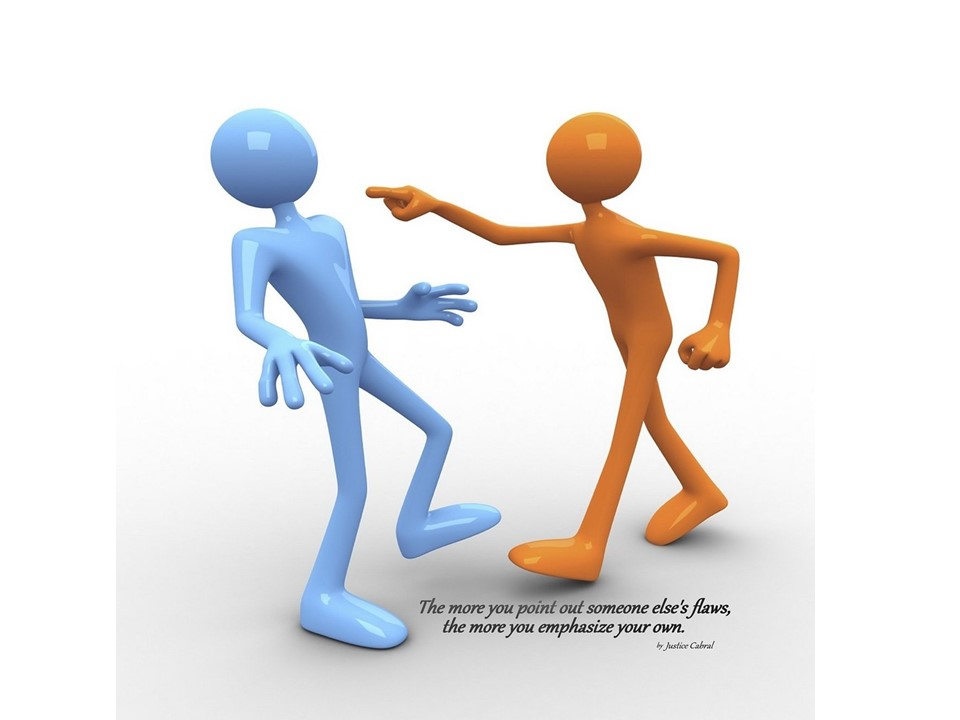 The more you point out someone else's flaws,
the more you emphasize your own.
by Justice Cabral